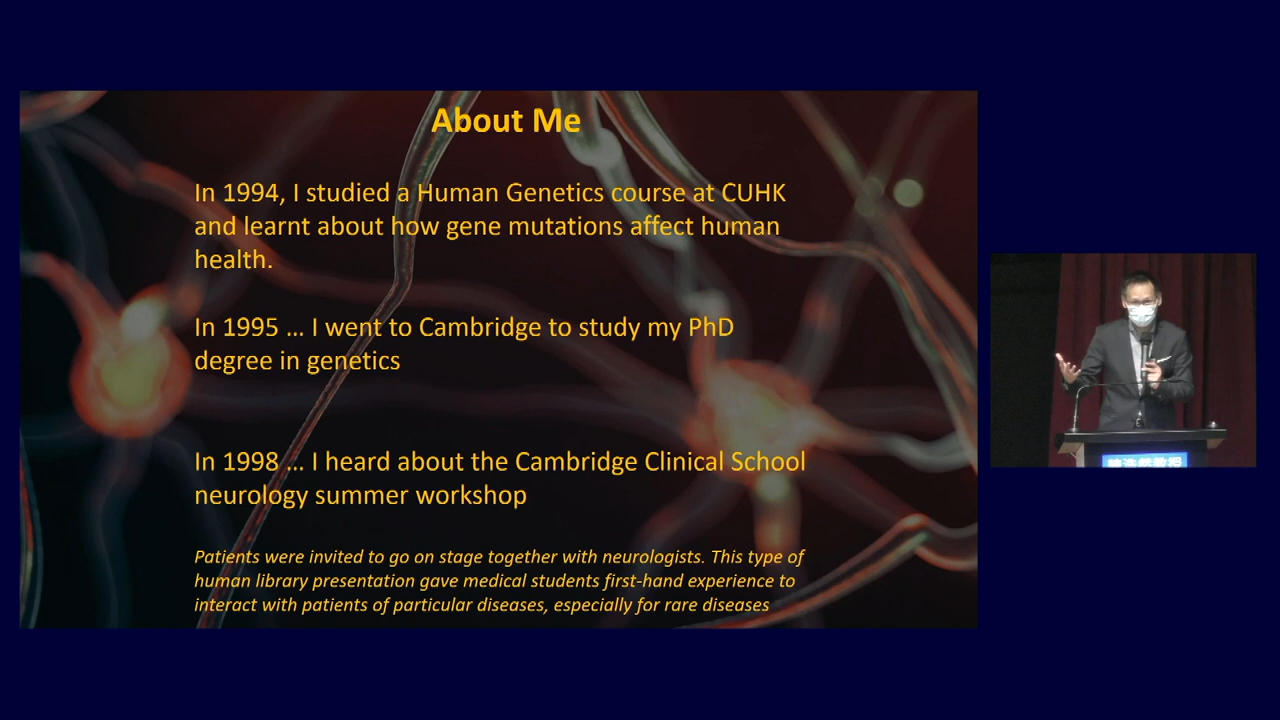 About Me
In 1994, I studied a Human Genetics course at CUHK
and learnt about how gene mutations affect human
health.
In 1995 ... I went to Cambridge to study my PhD
degree in genetics
In 1998 ... I heard about the Cambridge Clinical School
neurology summer workshop
Patients were invited to go on stage together with neurologists. This type of
human library presentation gave medical students first-hand experience to
interact with patients of particular diseases, especially for rare diseases